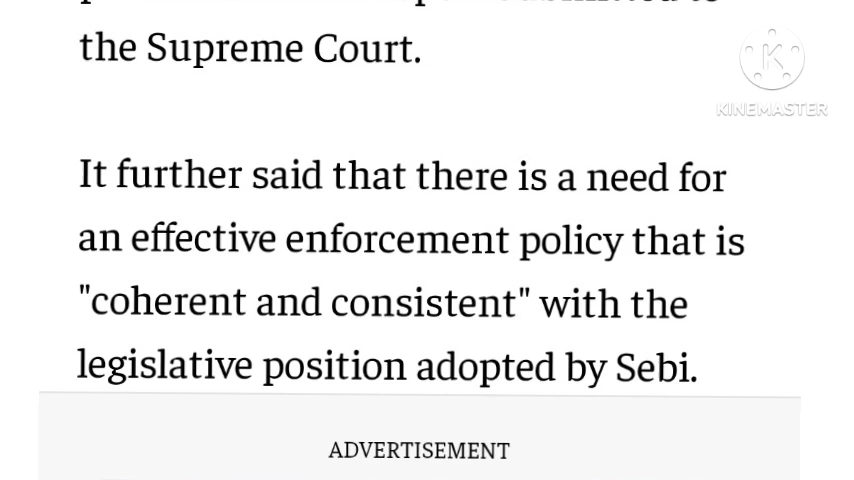 the Supreme Court.
KINEMASTER
It further said that there is a need for
an effective enforcement policy that is
"coherent and consistent" with the
legislative position adopted by Sebi.
ADVERTISEMENT